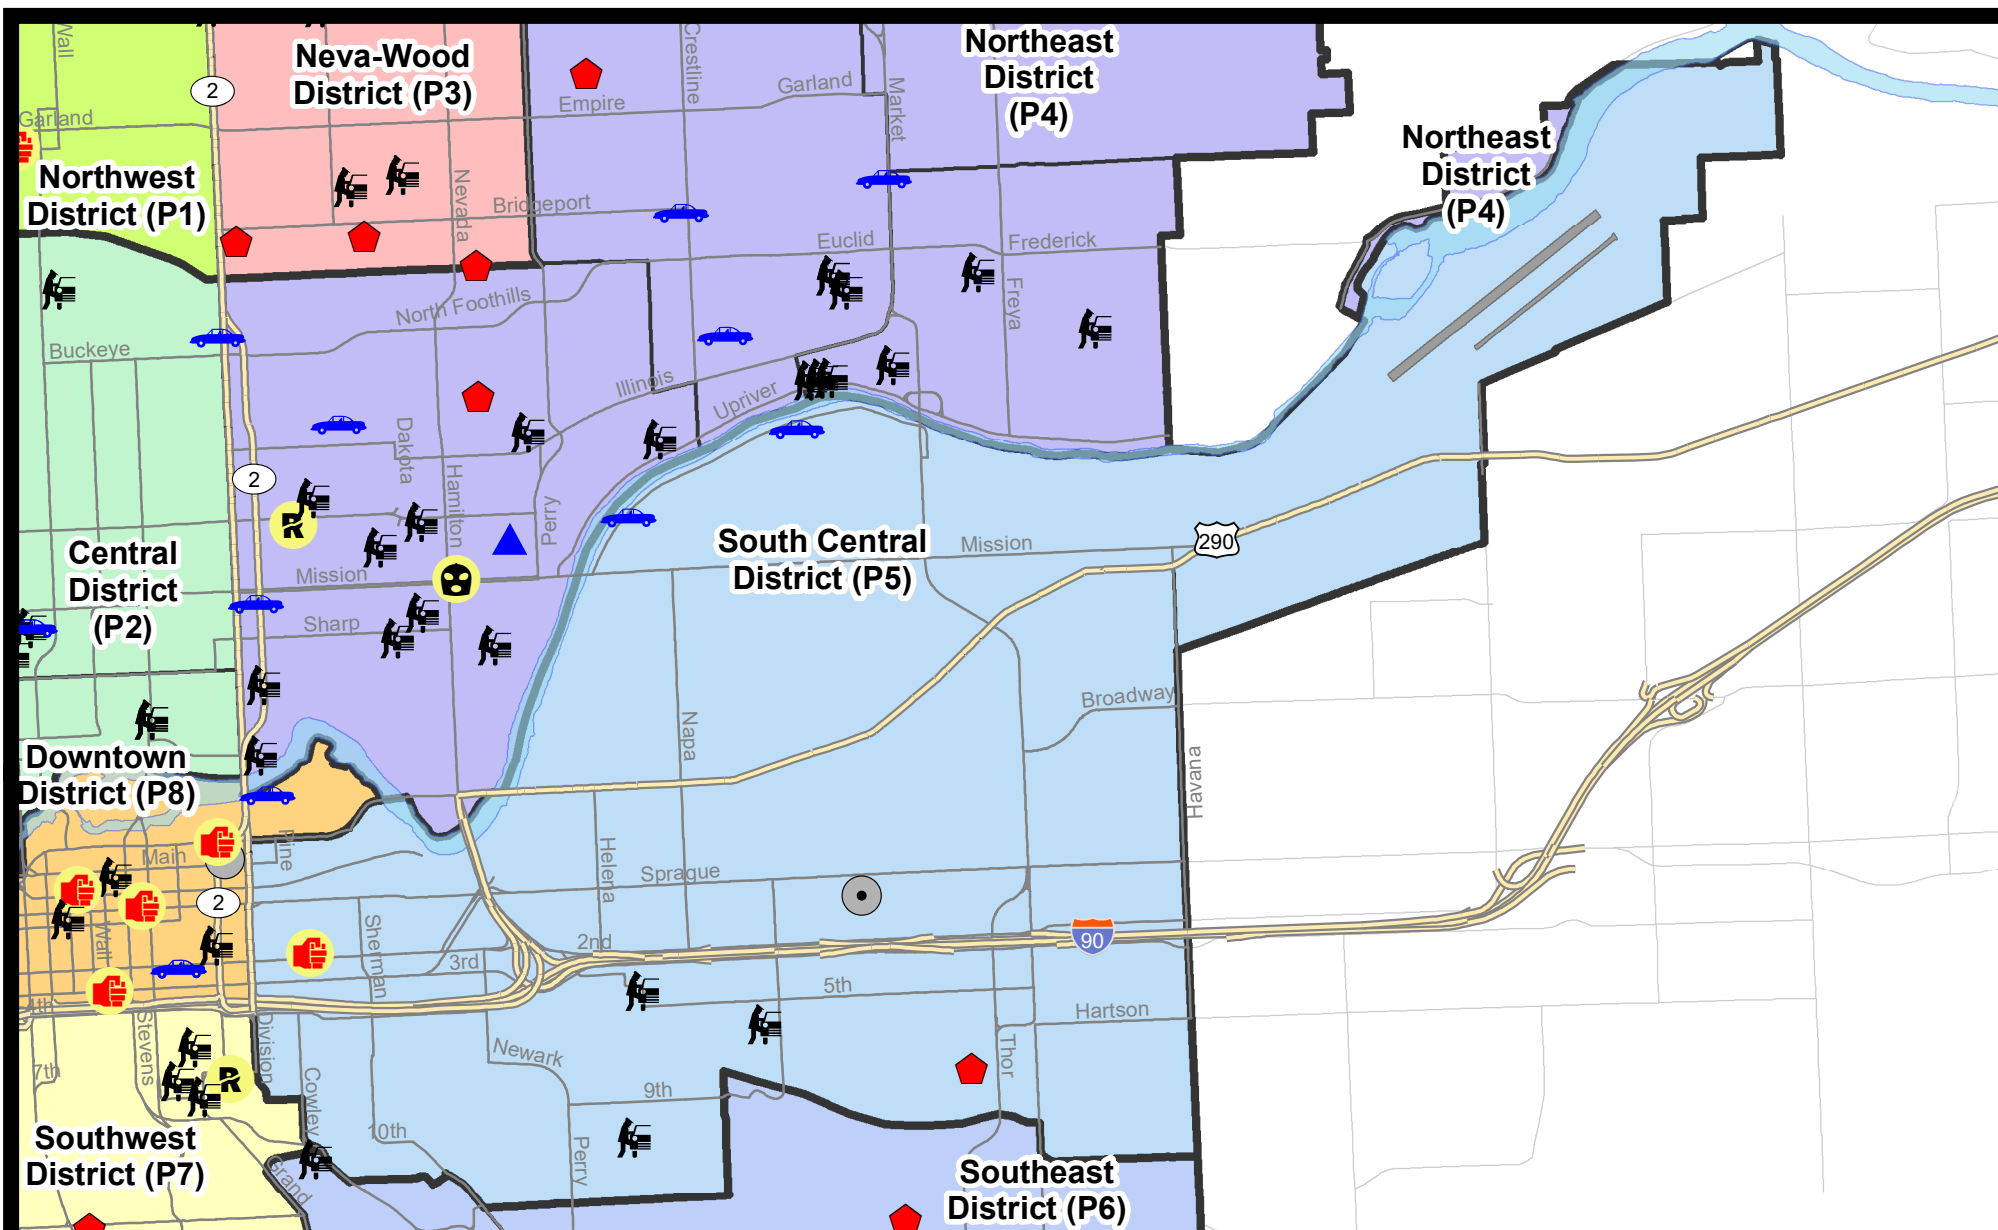 Wall
Crestline
Neva-Wood
District (P3)
Northeast
District
(P4)
2
Garland
Empire
Garland
Market
Northeast
District
(P4)
Northwest
District (P1)
Nevada
Bridgeport
Euclid
Frederick
Freya
North Foothills
Buckeye
Illinois
Upriver
Dakota
Hamilton
Perry
2
R
South Central
District (P5)
Mission
290
Central
District
(P2)
Mission
Sharp
Napa
Broadway
Havana
Downtown
District (P8)
Main
Pine
Helena
Sprague
2
Wall
Sherman
2nd
3rd
90
5th
4th
Hartson
Stevens
Division
Newark
Thor
7th
R
Cowley
9th
10th
Perry
Southwest
District (P7)
Grand
Southeast
District (P6)